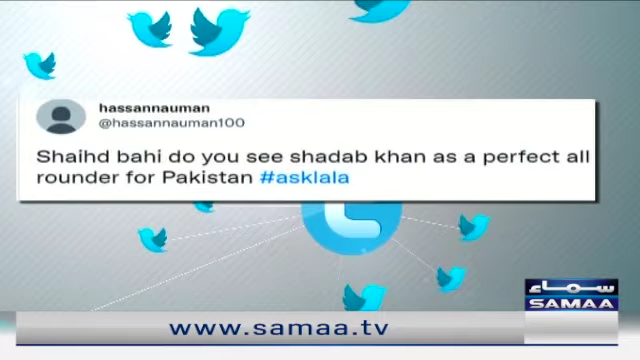 hassannauman
@hassannauman100
Shaihd bahi do you see shadab khan as a perfect all
rounder for Pakistan #asklala
سماء
SAMAA
www.samaa.tv